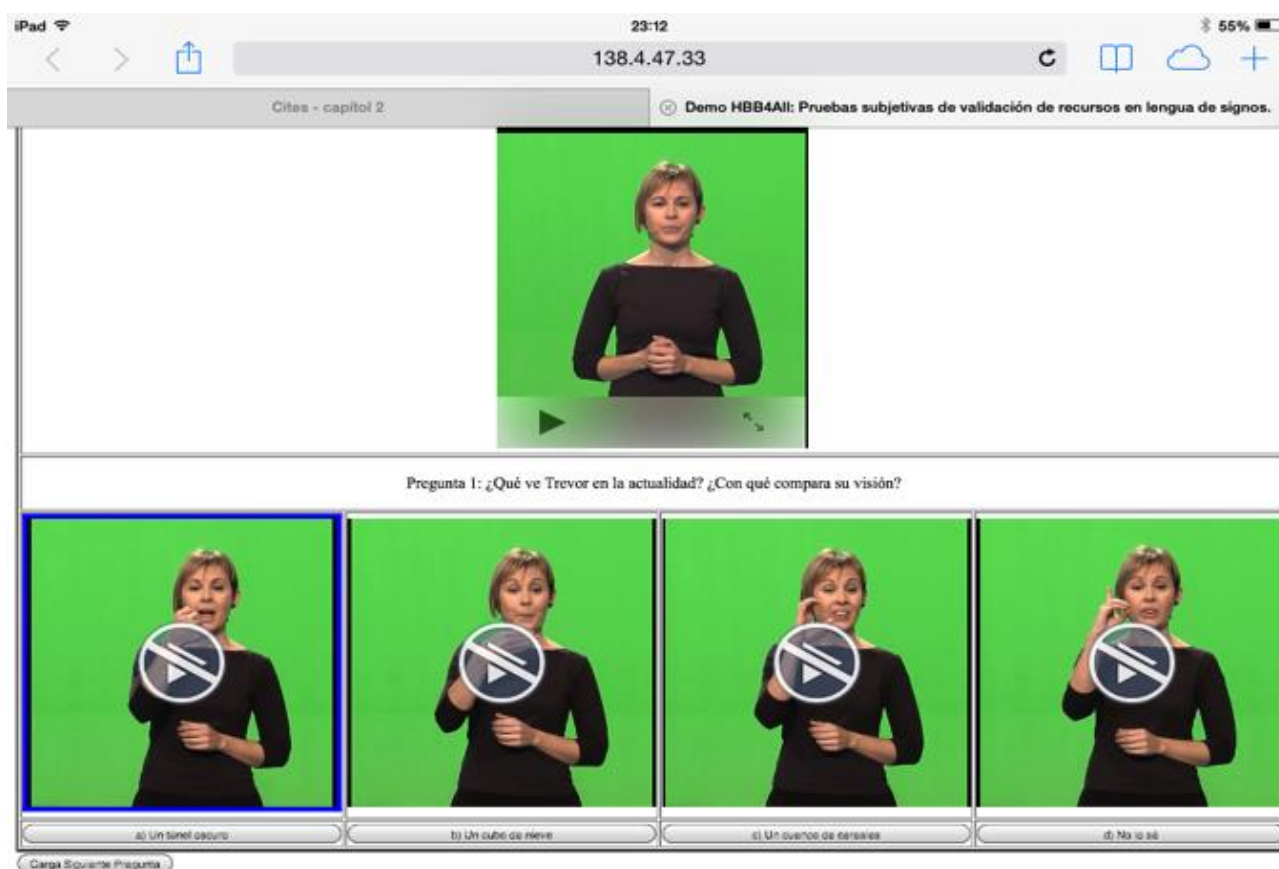 iPad 23:12 55%
138.4.47.33
Cites - capítol 2
Demo HBB4All: Pruebas subjetivas de validación de recursos en lengua de signos.
Pregunta 1: ¿Qué ve Trevor en la actualidad? ¿Con qué compara su visión?
a) Un túnel oscuro
b) Un cubo de nieve
c) Un cuenco de cereales
d) No lo sé
Carga Siguiente Pregunta